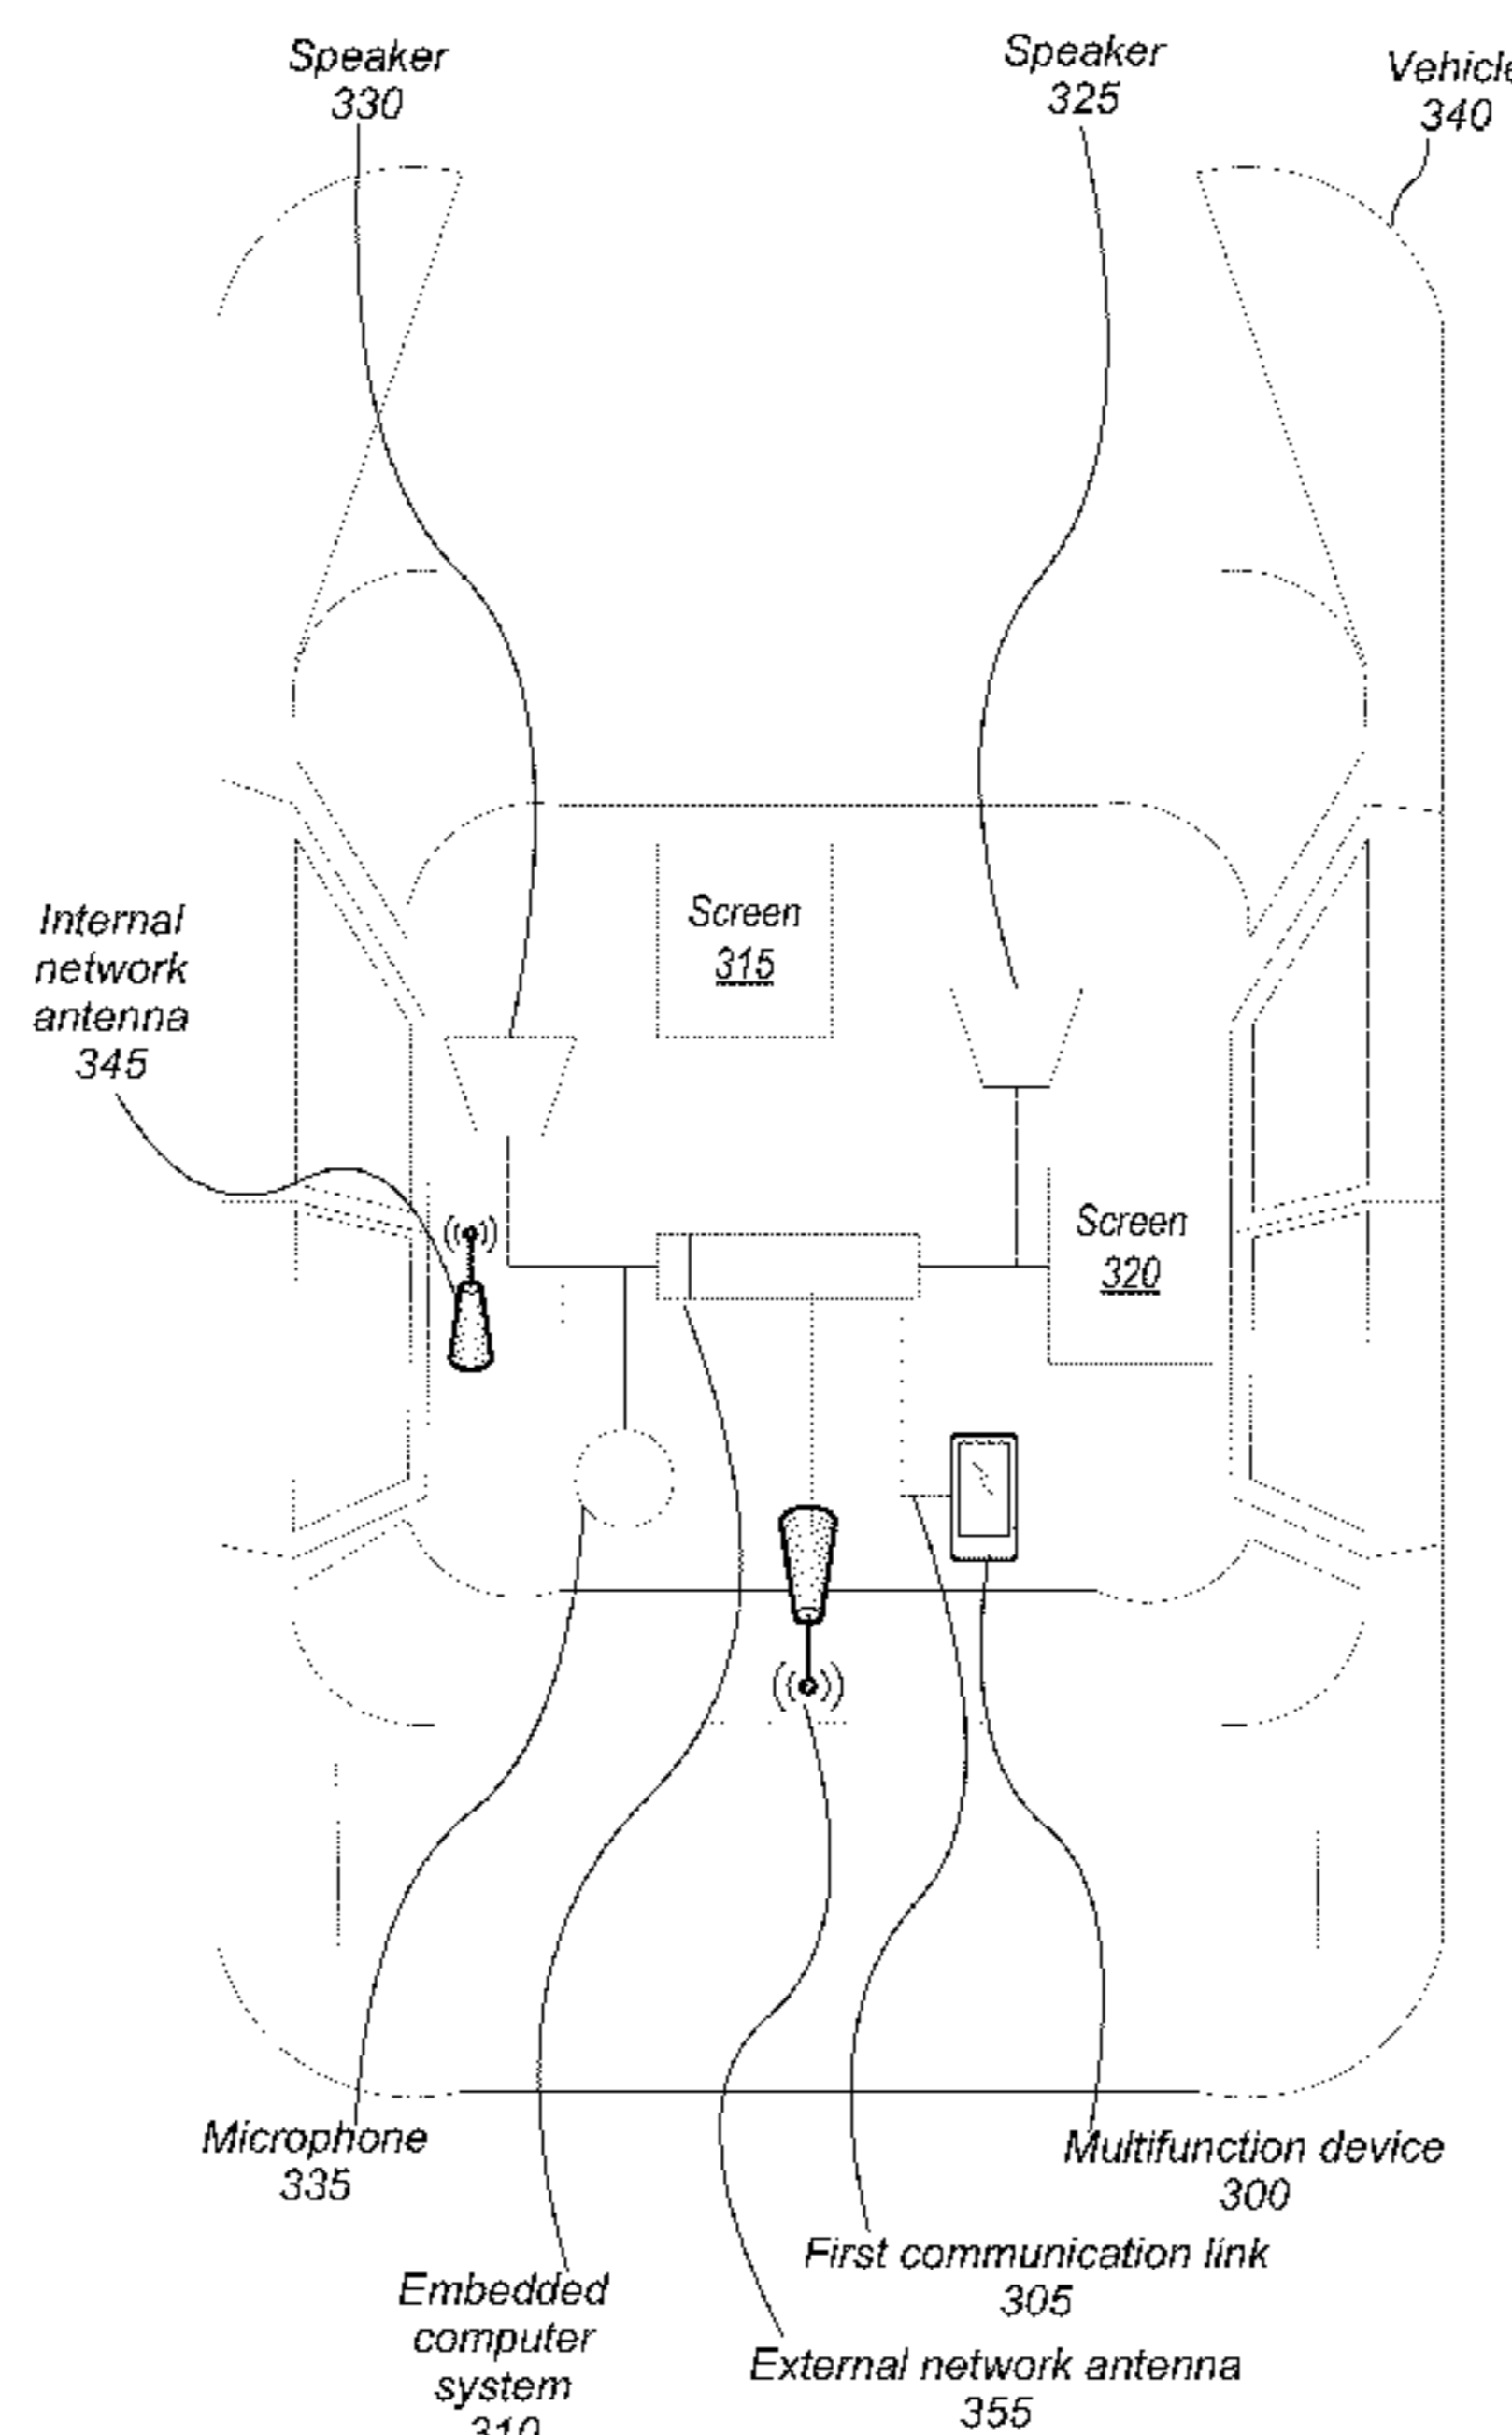 Speaker
330
Speaker
325
Vehicle
340
Screen
315
Internal
network
antenna
345
Screen
320
Microphone
335
Multifunction device
300
First communication link
305
Embedded
computer
system
310
External network antenna
355